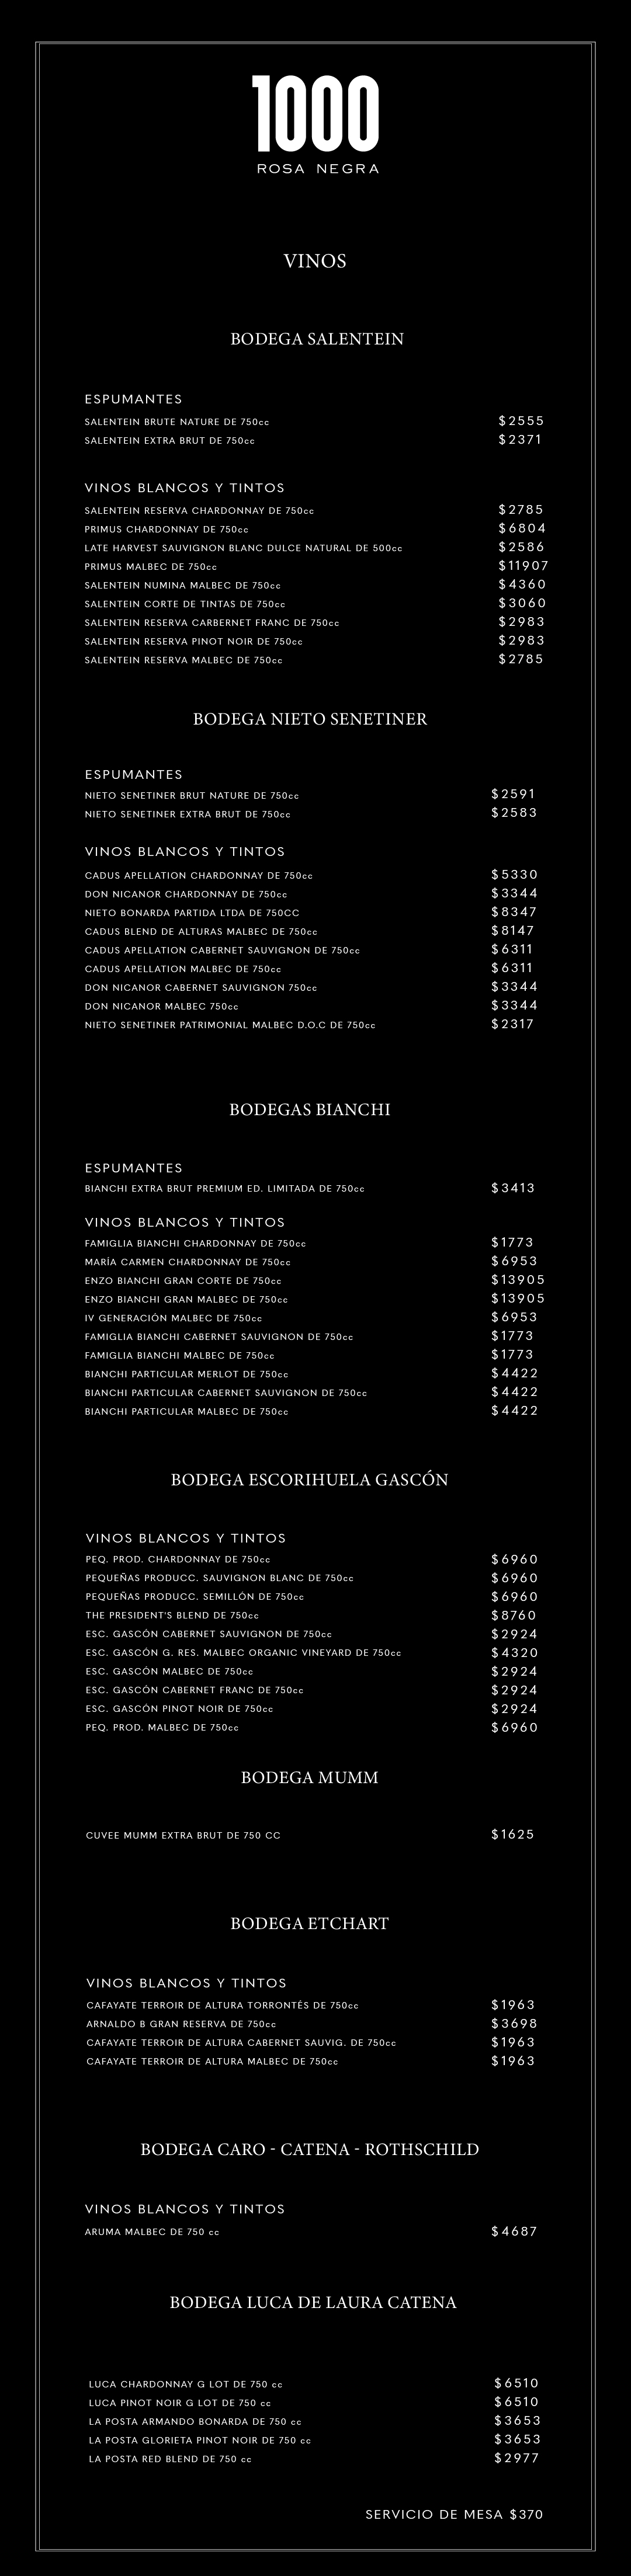 1000
ROSA NEGRA
VINOS
BODEGA SALENTEIN
ESPUMANTES
SALENTEIN BRUTE NATURE DE 750cc $2555
SALENTEIN EXTRA BRUT DE 750cc $2371
VINOS BLANCOS Y TINTOS
SALENTEIN RESERVA CHARDONNAY DE 750cc $2785
PRIMUS CHARDONNAY DE 750cc $6804
LATE HARVEST SAUVIGNON BLANC DULCE NATURAL DE 500cc $2586
PRIMUS MALBEC DE 750cc $11907
SALENTEIN NUMINA MALBEC DE 750cc $4360
SALENTEIN CORTE DE TINTAS DE 750cc $3060
SALENTEIN RESERVA CARBERNET FRANC DE 750cc $2983
SALENTEIN RESERVA PINOT NOIR DE 750cc $2983
SALENTEIN RESERVA MALBEC DE 750cc $2785
BODEGA NIETO SENETINER
ESPUMANTES
NIETO SENETINER BRUT NATURE DE 750cc $2591
NIETO SENETINER EXTRA BRUT DE 750cc $2583
VINOS BLANCOS Y TINTOS
CADUS APELLATION CHARDONNAY DE 750cc $5330
DON NICANOR CHARDONNAY DE 750cc $3344
NIETO BONARDA PARTIDA LTDA DE 750CC $8347
CADUS BLEND DE ALTURAS MALBEC DE 750cc $8147
CADUS APELLATION CABERNET SAUVIGNON DE 750cc $6311
CADUS APELLATION MALBEC DE 750cc $6311
DON NICANOR CABERNET SAUVIGNON 750cc $3344
DON NICANOR MALBEC 750cc $3344
NIETO SENETINER PATRIMONIAL MALBEC D.O.C DE 750cc $2317
BODEGAS BIANCHI
ESPUMANTES
BIANCHI EXTRA BRUT PREMIUM ED. LIMITADA DE 750cc $3413
VINOS BLANCOS Y TINTOS
FAMIGLIA BIANCHI CHARDONNAY DE 750cc $1773
MARÍA CARMEN CHARDONNAY DE 750cc $6953
ENZO BIANCHI GRAN CORTE DE 750cc $13905
ENZO BIANCHI GRAN MALBEC DE 750cc $13905
IV GENERACIÓN MALBEC DE 750cc $6953
FAMIGLIA BIANCHI CABERNET SAUVIGNON DE 750cc $1773
FAMIGLIA BIANCHI MALBEC DE 750cc $1773
BIANCHI PARTICULAR MERLOT DE 750cc $4422
BIANCHI PARTICULAR CABERNET SAUVIGNON DE 750cc $4422
BIANCHI PARTICULAR MALBEC DE 750cc $4422
BODEGA ESCORIHUELA GASCÓN
VINOS BLANCOS Y TINTOS
PEQ. PROD. CHARDONNAY DE 750cc $6960
PEQUEÑAS PRODUCC. SAUVIGNON BLANC DE 750cc $6960
PEQUEÑAS PRODUCC. SEMILLÓN DE 750cc $6960
THE PRESIDENT'S BLEND DE 750cc $8760
ESC. GASCÓN CABERNET SAUVIGNON DE 750cc $2924
ESC. GASCÓN G. RES. MALBEC ORGANIC VINEYARD DE 750cc $4320
ESC. GASCÓN MALBEC DE 750cc $2924
ESC. GASCÓN CABERNET FRANC DE 750cc $2924
ESC. GASCÓN PINOT NOIR DE 750cc $2924
PEQ. PROD. MALBEC DE 750cc $6960
BODEGA MUMM
CUVEE MUMM EXTRA BRUT DE 750 CC $1625
BODEGA ETCHART
VINOS BLANCOS Y TINTOS
CAFAYATE TERROIR DE ALTURA TORRONTÉS DE 750cc $1963
ARNALDO B GRAN RESERVA DE 750cc $3698
CAFAYATE TERROIR DE ALTURA CABERNET SAUVIG. DE 750cc $1963
CAFAYATE TERROIR DE ALTURA MALBEC DE 750cc $1963
BODEGA CARO - CATENA - ROTHSCHILD
VINOS BLANCOS Y TINTOS
ARUMA MALBEC DE 750 cc $4687
BODEGA LUCA DE LAURA CATENA
LUCA CHARDONNAY G LOT DE 750 cc $6510
LUCA PINOT NOIR G LOT DE 750 cc $6510
LA POSTA ARMANDO BONARDA DE 750 cc $3653
LA POSTA GLORIETA PINOT NOIR DE 750 cc $3653
LA POSTA RED BLEND DE 750 cc $2977
SERVICIO DE MESA $370